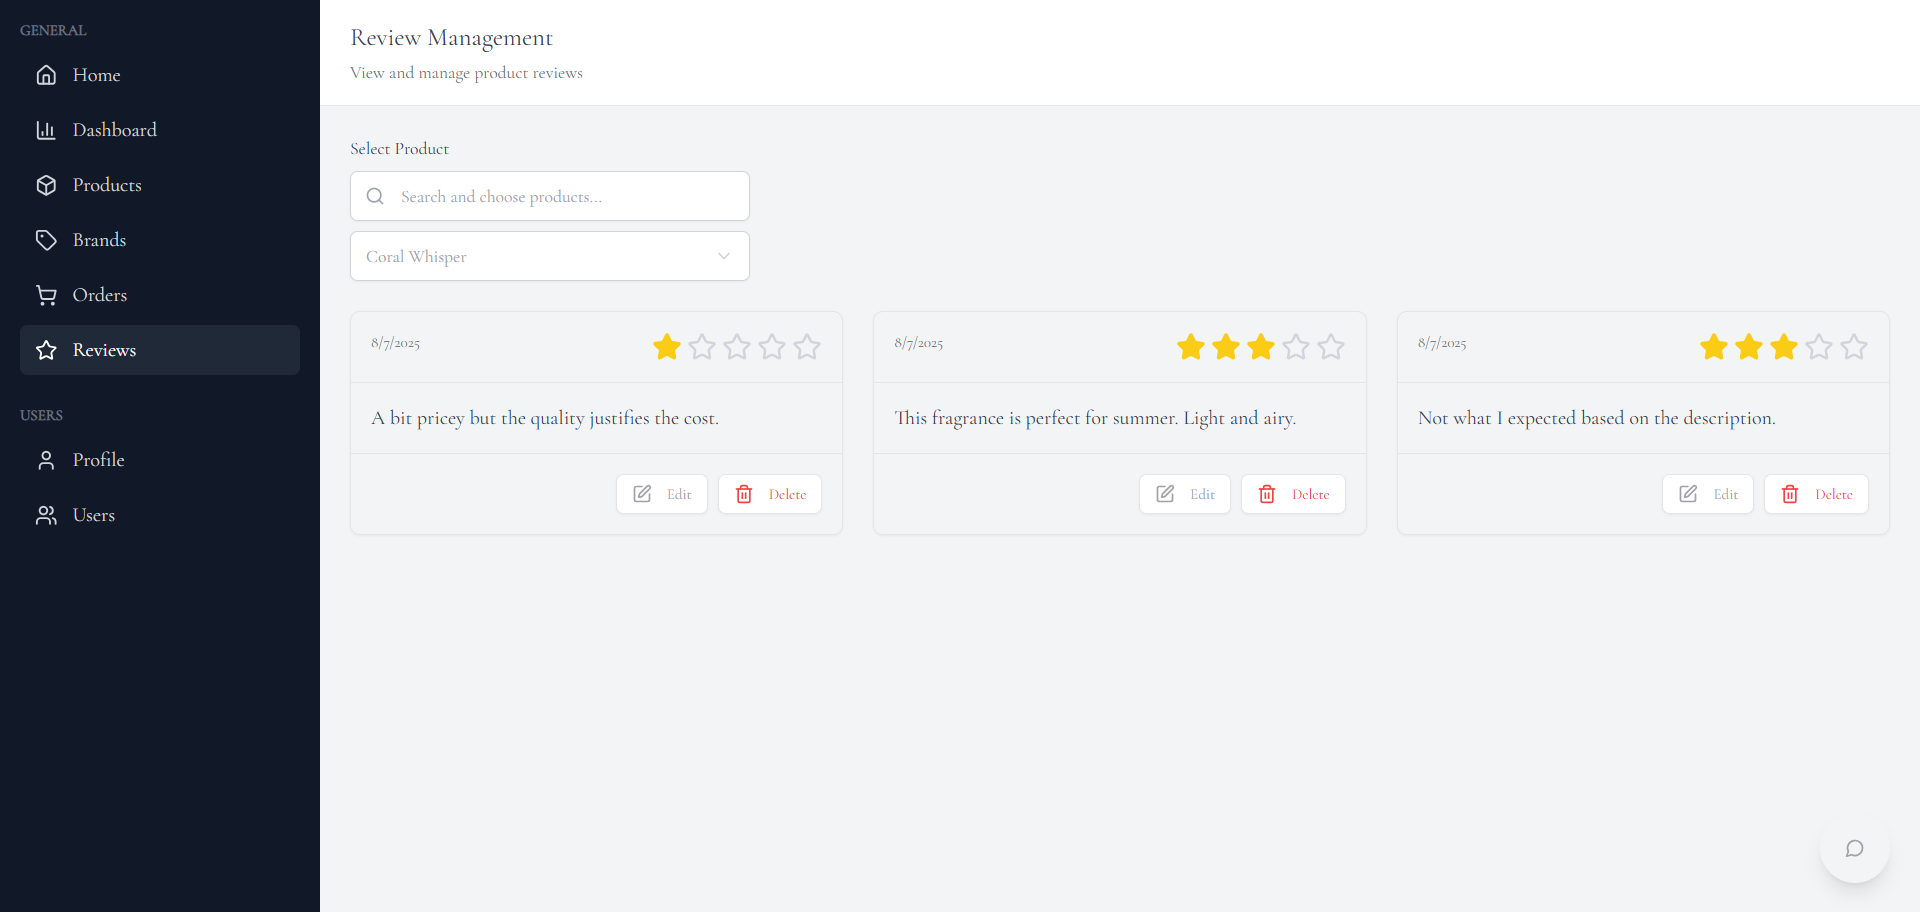 GENERAL
Home
Dashboard
Products
Brands
Orders
Reviews
USERS
Profile
Users
Review Management
View and manage product reviews
Select Product
Search and choose products...
Coral Whisper
8/7/2025
A bit pricey but the quality justifies the cost.
Edit
Delete
8/7/2025
This fragrance is perfect for summer. Light and airy.
Edit
Delete
8/7/2025
Not what I expected based on the description.
Edit
Delete